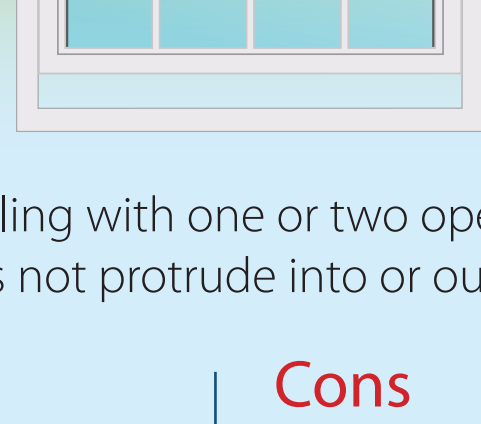 ling with one or two ope
s not protrude into or ou
Cons